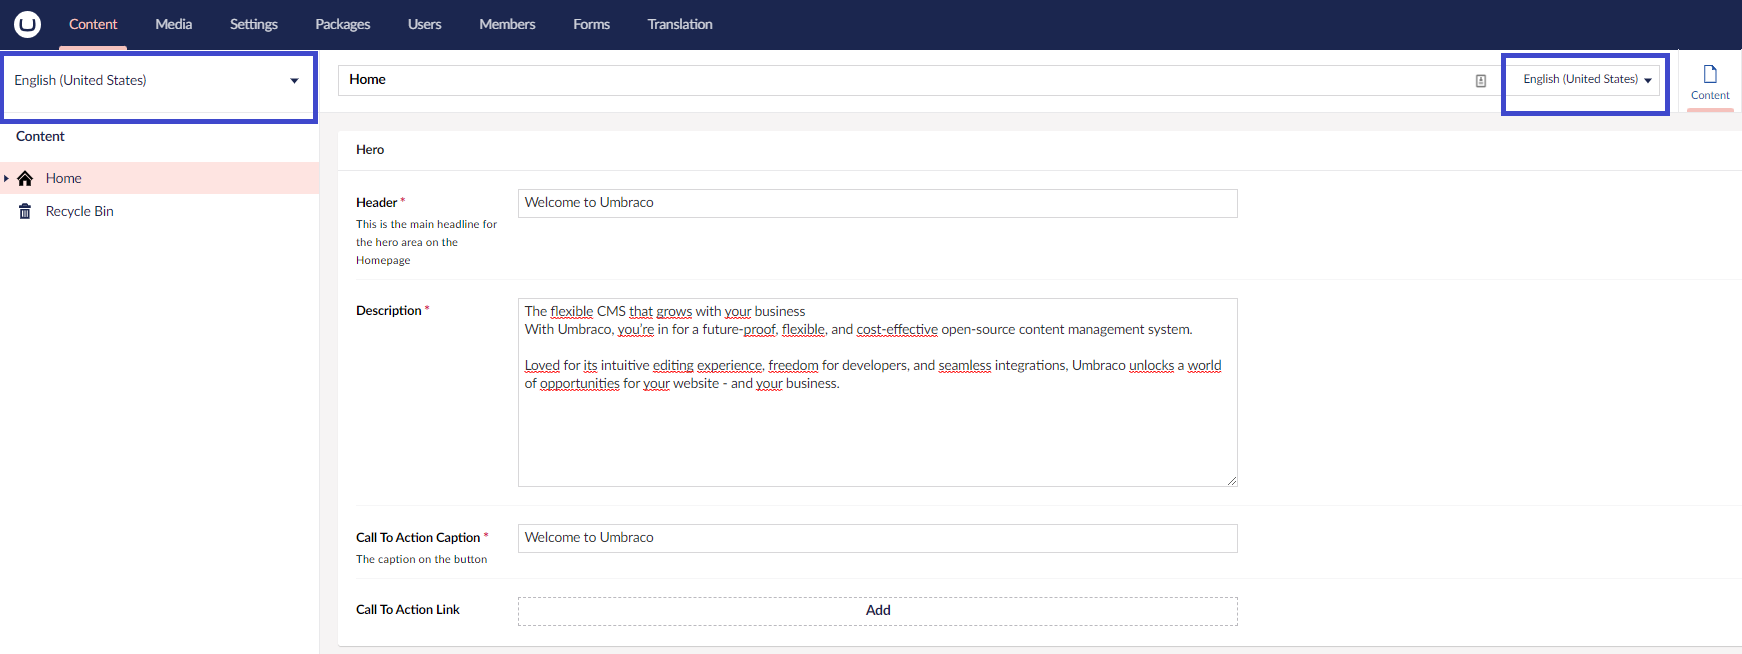 Content Media Settings Packages Users Members Forms Translation
English (United States)
Content
Home
Recycle Bin
Home
English (United States)
Content
Hero
Header *
This is the main headline for
the hero area on the
Homepage
Welcome to Umbraco
Description *
The flexible CMS that grows with your business
With Umbraco, you're in for a future-proof, flexible, and cost-effective open-source content management system.
Loved for its intuitive editing experience, freedom for developers, and seamless integrations, Umbraco unlocks a world
of opportunities for your website - and your business.
Call To Action Caption *
The caption on the button
Welcome to Umbraco
Call To Action Link
Add